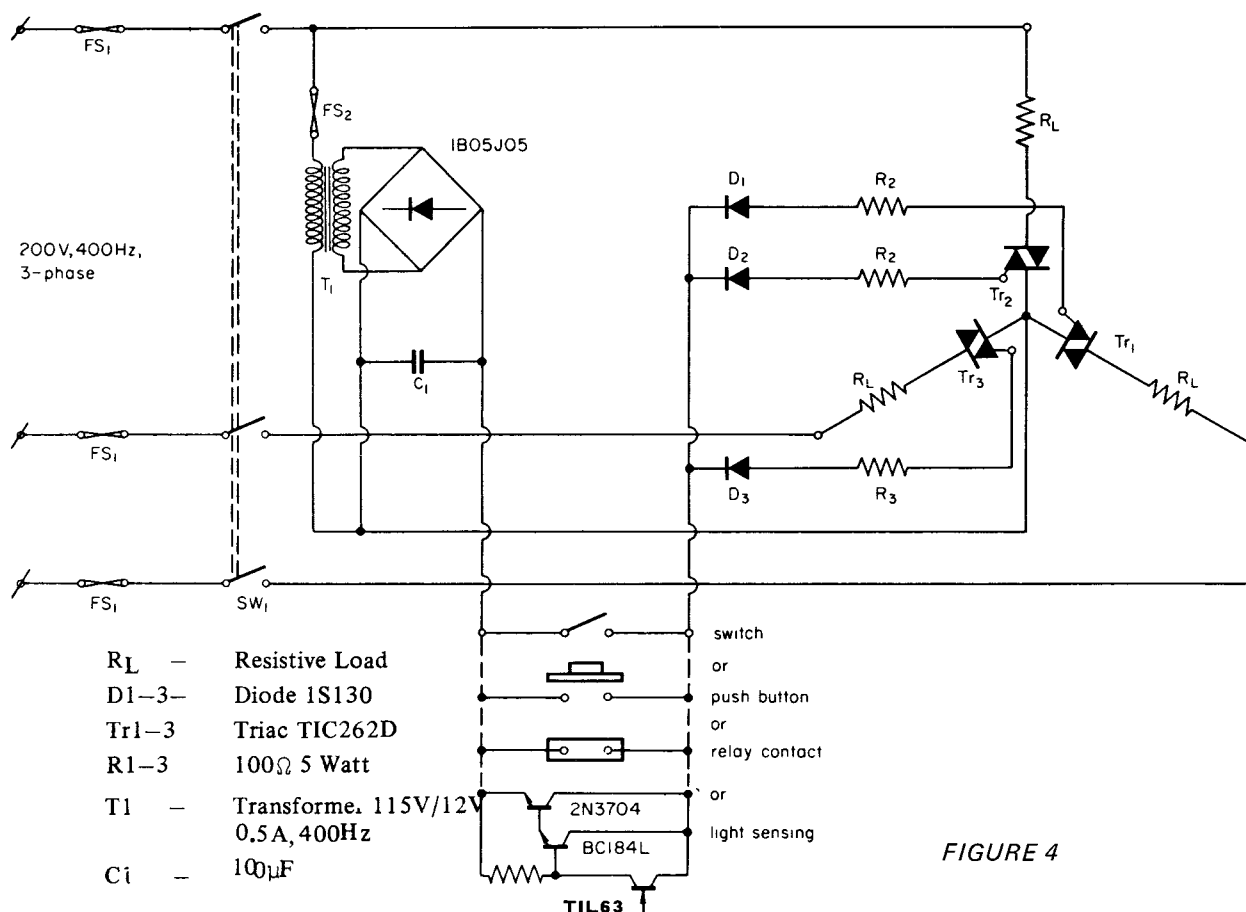 FS1
FS2
1B05J05
RL
D1
R2
200V, 400Hz,
3-phase
T1
D2
R2
Tr2
Tr1
C1
RL
Tr3
RL
FS1
D3
R3
FS1
SW1
switch
or
push button
or
relay contact
or
light sensing
2N3704
BC184L
TIL63
RL – Resistive Load
D1–3– Diode 1S130
Tr1–3 Triac TIC262D
R1–3 100Ω 5 Watt
T1 – Transformer 115V/12V
0.5A, 400Hz
C1 – 100μF
FIGURE 4